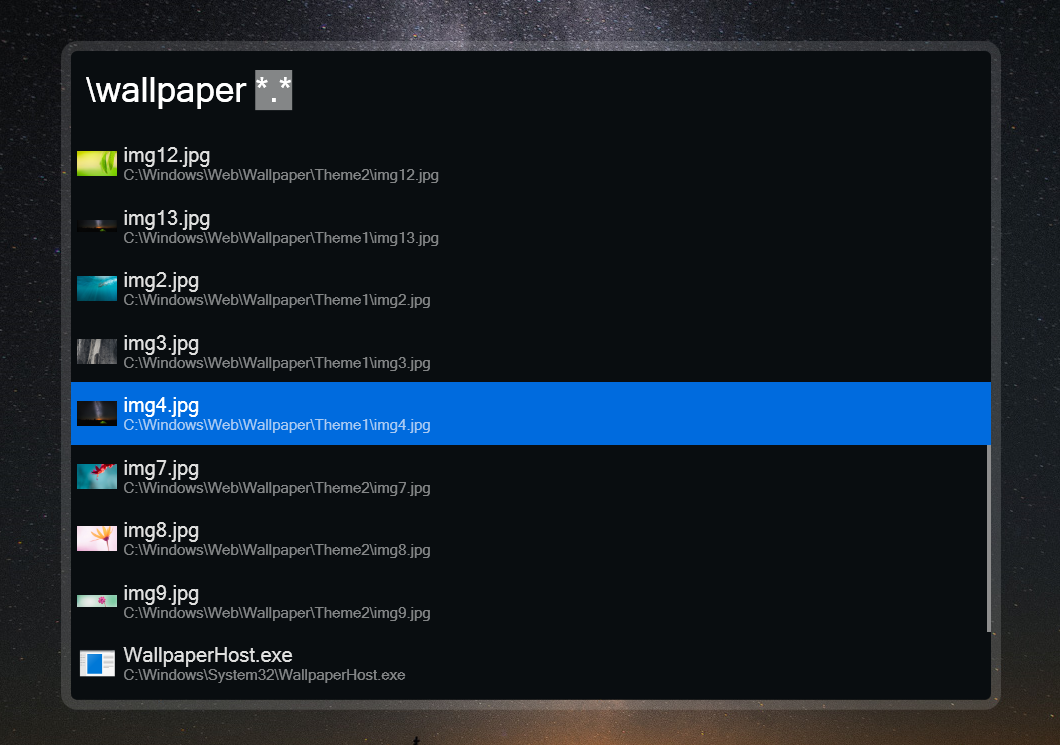 \wallpaper *.*
img12.jpg
C:\Windows\Web\Wallpaper\Theme2\img12.jpg
img13.jpg
C:\Windows\Web\Wallpaper\Theme1\img13.jpg
img2.jpg
C:\Windows\Web\Wallpaper\Theme1\img2.jpg
img3.jpg
C:\Windows\Web\Wallpaper\Theme1\img3.jpg
img4.jpg
C:\Windows\Web\Wallpaper\Theme1\img4.jpg
img7.jpg
C:\Windows\Web\Wallpaper\Theme2\img7.jpg
img8.jpg
C:\Windows\Web\Wallpaper\Theme2\img8.jpg
img9.jpg
C:\Windows\Web\Wallpaper\Theme2\img9.jpg
WallpaperHost.exe
C:\Windows\System32\WallpaperHost.exe